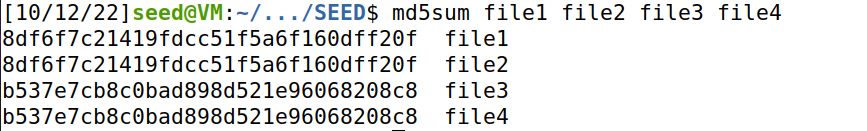 [10/12/22]seed@VM:~/.../SEED$ md5sum file1 file2 file3 file4
8df6f7c21419fdcc51f5a6f160dff20f  file1
8df6f7c21419fdcc51f5a6f160dff20f  file2
b537e7cb8c0bad898d521e96068208c8  file3
b537e7cb8c0bad898d521e96068208c8  file4